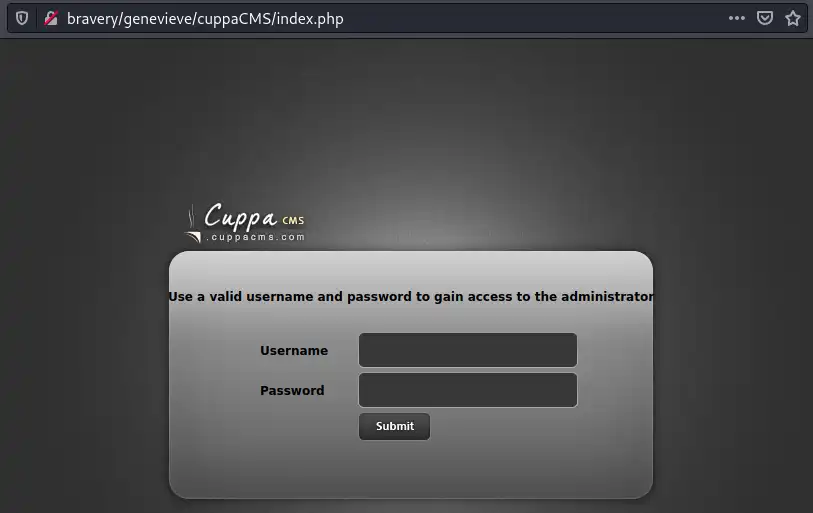 bravery/genevieve/cuppaCMS/index.php
Cuppa CMS
.cuppacms.com
Use a valid username and password to gain access to the administrator
Username
Password
Submit